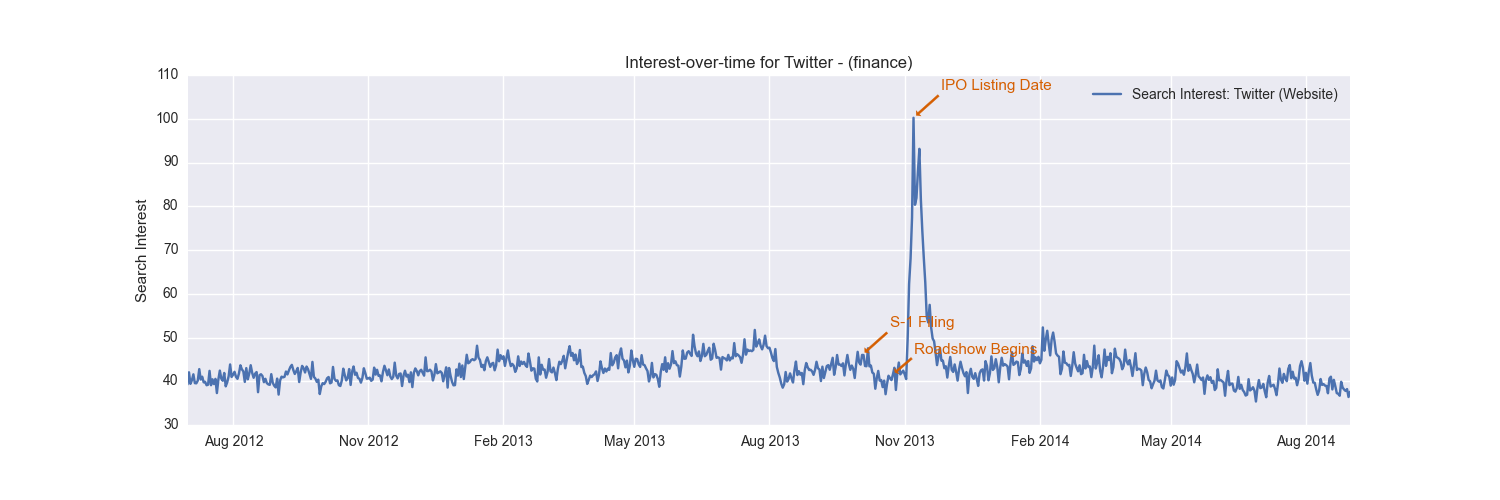 Interest-over-time for Twitter - (finance)
110
100
90
80
70
60
50
40
30
Search Interest
IPO Listing Date
Search Interest: Twitter (Website)
S-1 Filing
Roadshow Begins
Aug 2012
Nov 2012
Feb 2013
May 2013
Aug 2013
Nov 2013
Feb 2014
May 2014
Aug 2014